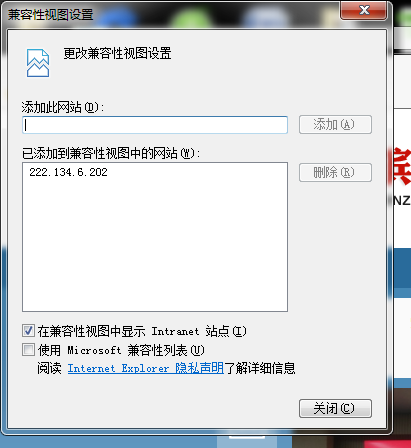 兼容性视图设置
更改兼容性视图设置
添加此网站(D):
添加(A)
已添加到兼容性视图中的网站(W):
222.134.6.202
删除(R)
在兼容性视图中显示 Intranet 站点(I)
使用 Microsoft 兼容性列表(U)
阅读 Internet Explorer 隐私声明了解详细信息
关闭(C)
NZ